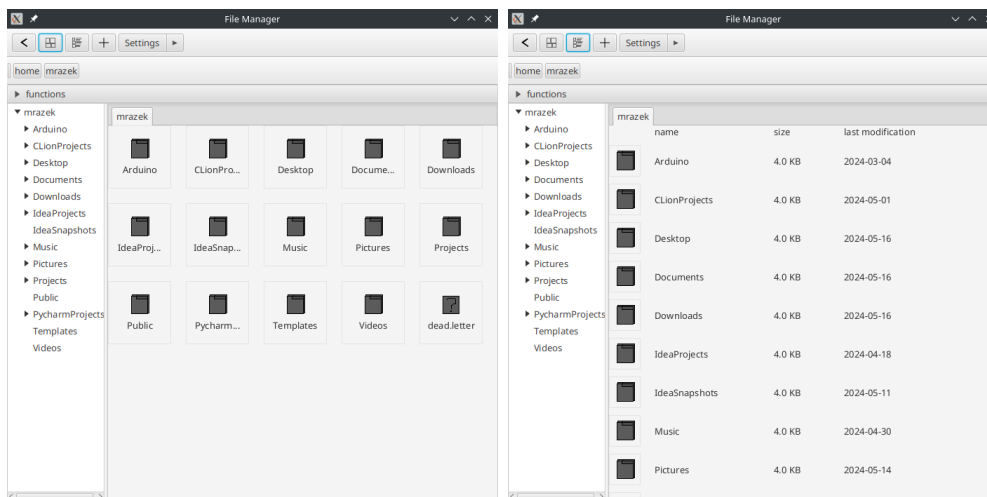 File Manager
Settings
home mrazek
functions
mrazek
Arduino
CLionProjects
Desktop
Documents
Downloads
IdeaProjects
IdeaSnapshots
Music
Pictures
Projects
Public
PycharmProjects
Templates
Videos
mrazek
Arduino CLionPro... Desktop Docume... Downloads
IdeaProj... IdeaSnap... Music Pictures Projects
Public Pycharm... Templates Videos dead.letter
File Manager
Settings
home mrazek
functions
mrazek
Arduino
CLionProjects
Desktop
Documents
Downloads
IdeaProjects
IdeaSnapshots
Music
Pictures
Projects
Public
PycharmProjects
Templates
Videos
mrazek
name size last modification
Arduino 4.0 KB 2024-03-04
CLionProjects 4.0 KB 2024-05-01
Desktop 4.0 KB 2024-05-16
Documents 4.0 KB 2024-05-16
Downloads 4.0 KB 2024-05-16
IdeaProjects 4.0 KB 2024-04-18
IdeaSnapshots 4.0 KB 2024-05-11
Music 4.0 KB 2024-04-30
Pictures 4.0 KB 2024-05-14